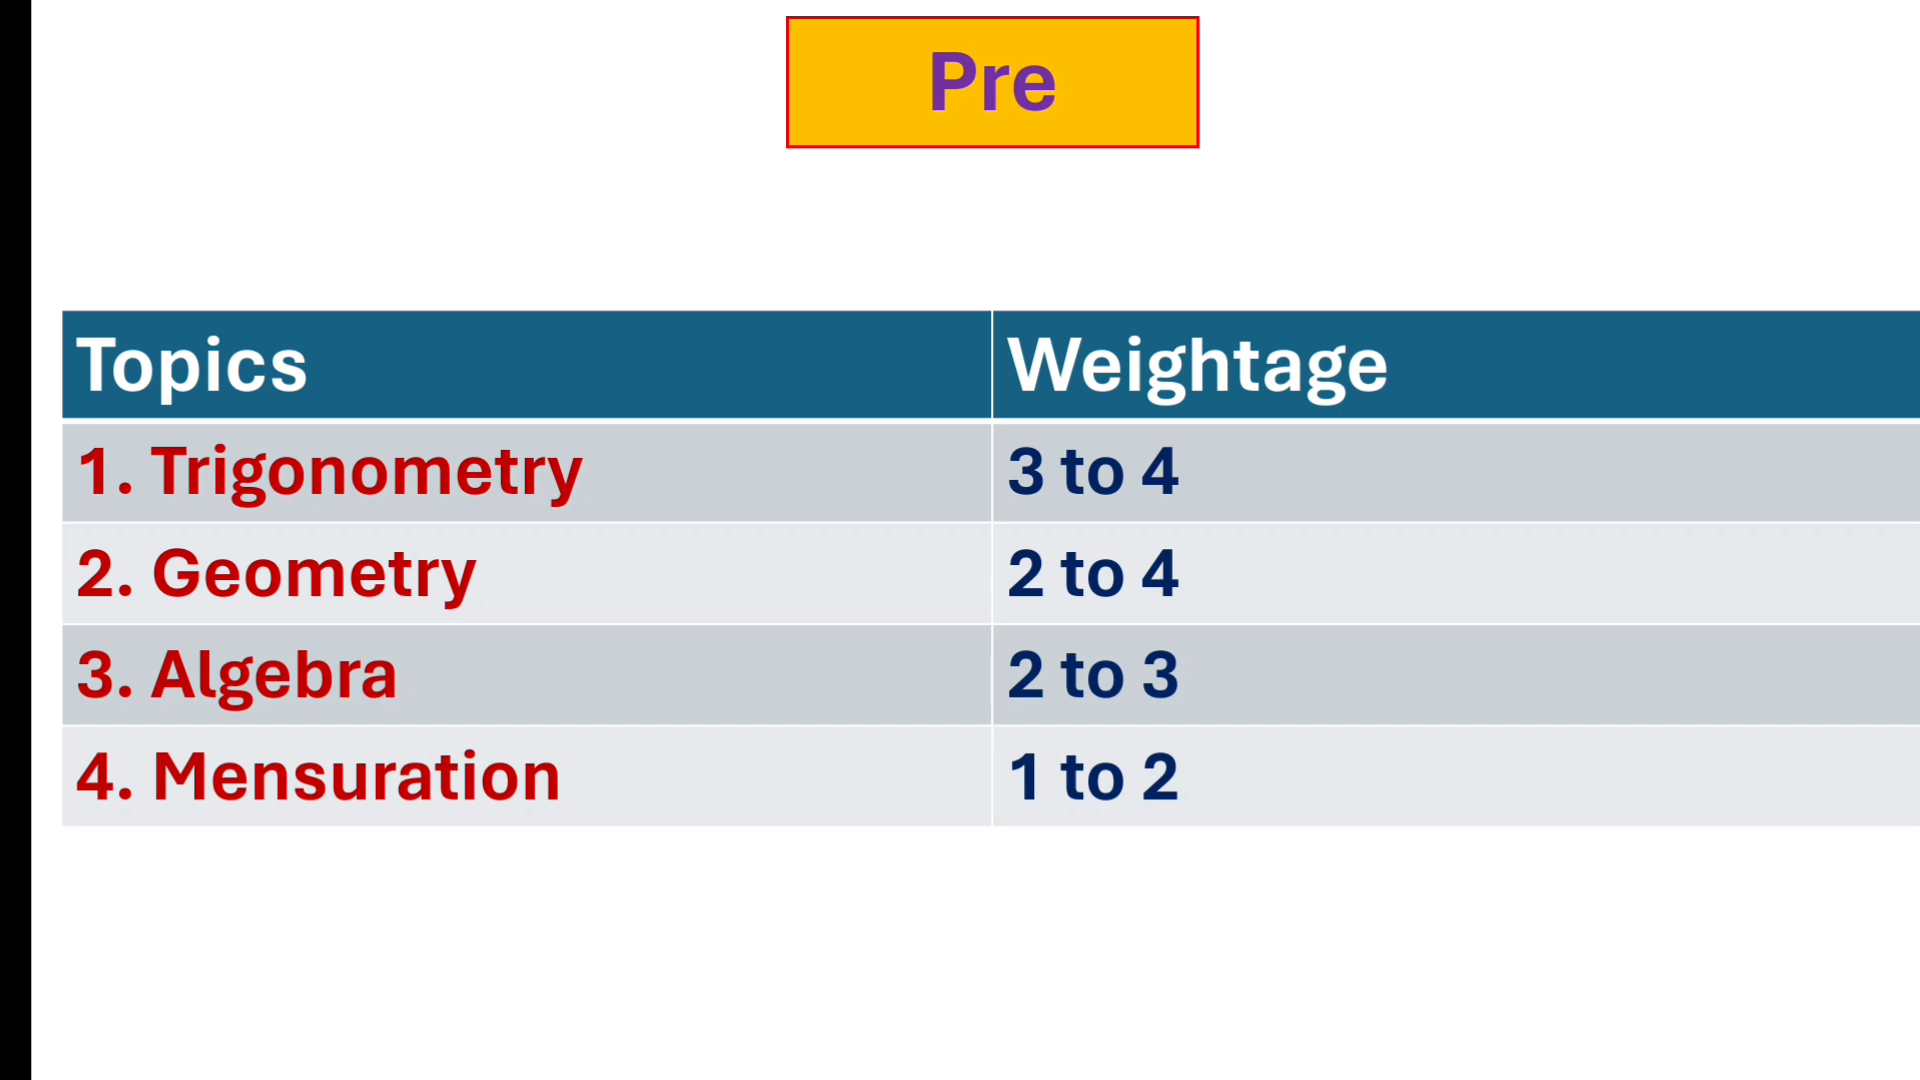 Pre
Topics Weightage
1. Trigonometry 3 to 4
2. Geometry 2 to 4
3. Algebra 2 to 3
4. Mensuration 1 to 2